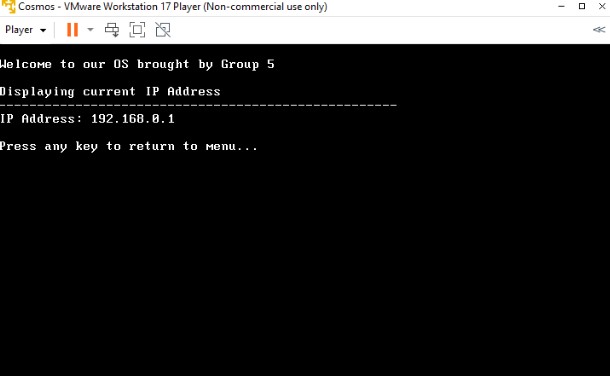 Cosmos - VMware Workstation 17 Player (Non-commercial use only)
Player
Welcome to our OS brought by Group 5
Displaying current IP Address
--------------------------------------------------
IP Address: 192.168.0.1
Press any key to return to menu...